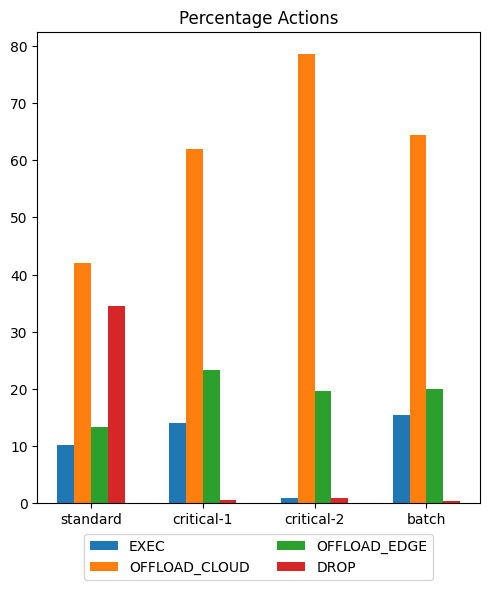 Percentage Actions
80
70
60
50
40
30
20
10
0
standard critical-1 critical-2 batch
EXEC OFFLOAD_EDGE
OFFLOAD_CLOUD DROP